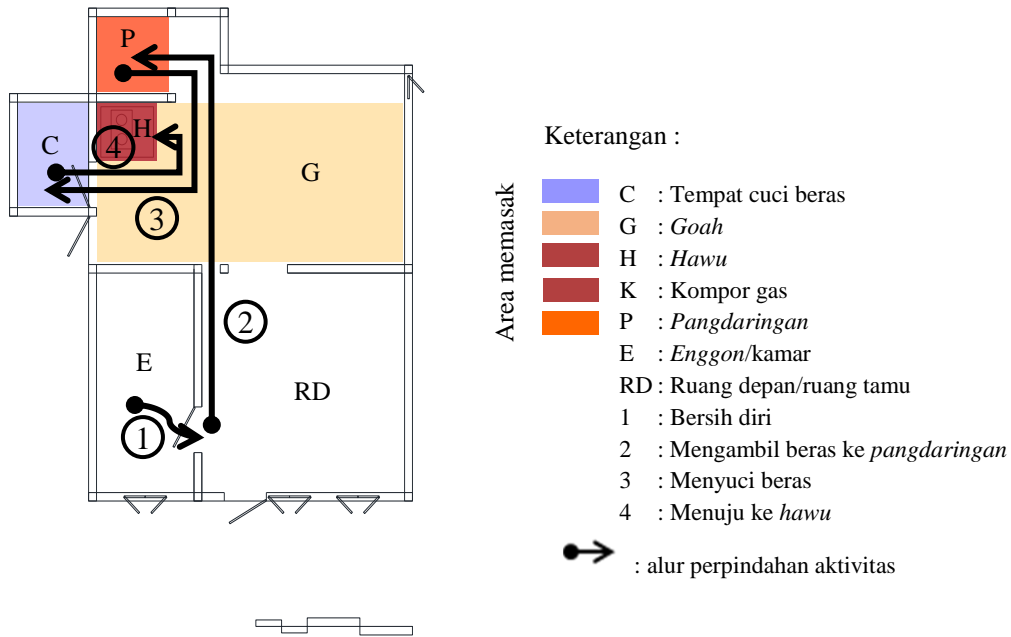 P
H
C
4
G
3
2
E
RD
1
Keterangan :
Area memasak
C : Tempat cuci beras
G : Goah
H : Hawu
K : Kompor gas
P : Pangdaringan
E : Enggon/kamar
RD : Ruang depan/ruang tamu
1 : Bersih diri
2 : Mengambil beras ke pangdaringan
3 : Menyuci beras
4 : Menuju ke hawu
: alur perpindahan aktivitas